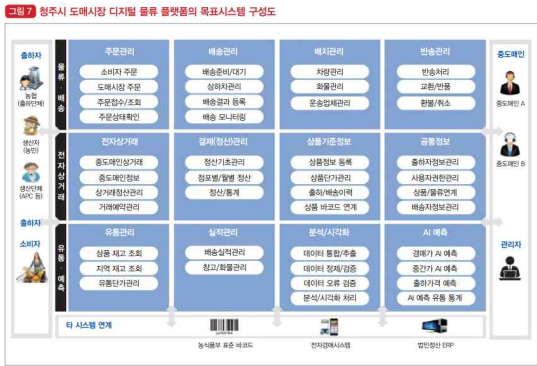 그림 7 청주시 도매시장 디지털 물류 플랫폼의 목표시스템 구성도
출하자
농협
(출하단체)
생산자
(농민)
생산단체
(APC 등)
출하자
소비자
물류·배송
주문관리
소비자 주문
도매시장 주문
주문접수/조회
주문상태확인
배송관리
배송준비/대기
상하차관리
배송결과 등록
배송 모니터링
배치관리
차량관리
화물관리
운송업체관리
반송관리
반송처리
교환/반품
환불/취소
전자상거래
전자상거래
중도매인상거래
중도매인정보
상거래정산관리
거래예약관리
결제(정산)관리
정산기초관리
점포별/월별 정산
정산/통계
상품기준정보
상품정보 등록
상품단가관리
출하/배송이력
상품 바코드 연계
공통정보
출하자정보관리
사용자권한관리
상품/물류연계
배송자정보관리
유통·예측
유통관리
상품 재고 조회
지역 재고 조회
유통단가관리
실적관리
배송실적관리
창고/화물관리
분석/시각화
데이터 통합/추출
데이터 정제/검증
데이터 오류 검증
분석/시각화 처리
AI 예측
경매가 AI 예측
중간가 AI 예측
출하가격 예측
AI 예측 유통 통계
중도매인
중도매인 A
중도매인 B
관리자
타 시스템 연계
농식품부 표준 바코드
전자경매시스템
법인정산 ERP